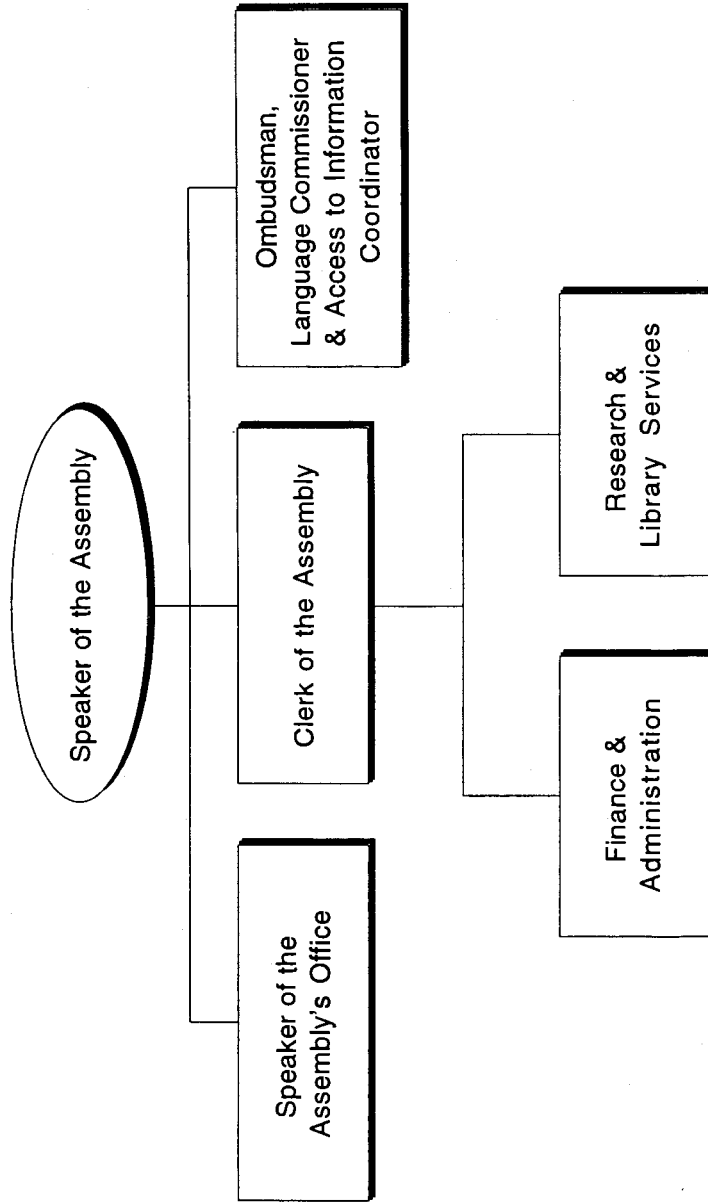 Speaker of the Assembly
Speaker of the
Assembly's Office
Clerk of the Assembly
Ombudsman,
Language Commissioner
& Access to Information
Coordinator
Finance &
Administration
Research &
Library Services